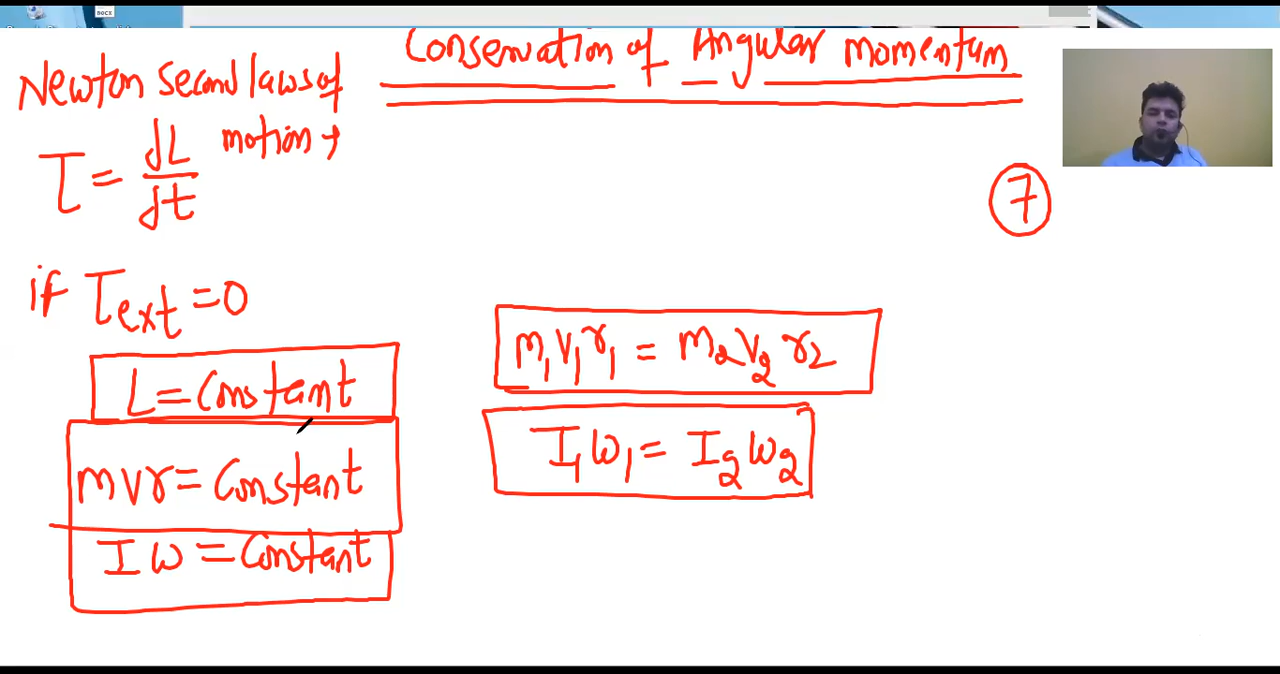 Conservation of Angular momentum
Newton second laws of
motion →
τ = dL/dt
7
if τext = 0
L = Constant
mvr = Constant
Iω = Constant
m₁v₁r₁ = m₂v₂r₂
I₁ω₁ = I₂ω₂
DOCX